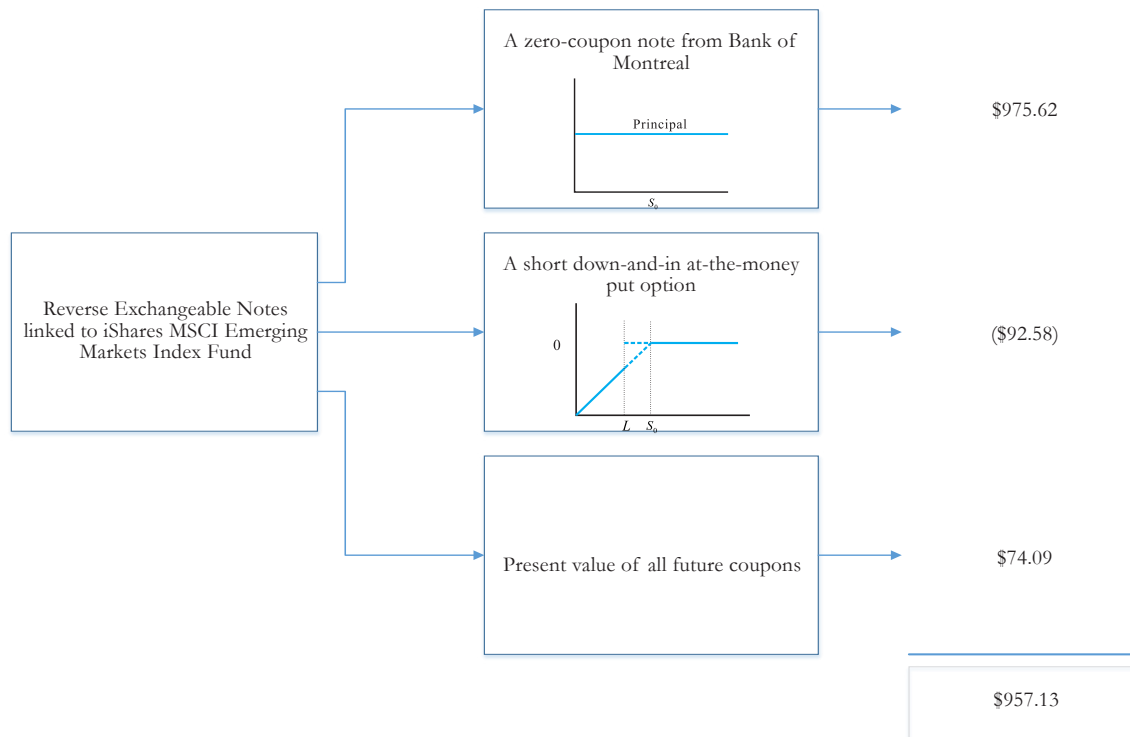 A zero-coupon note from Bank of
Montreal
Principal
S₀
$975.62
Reverse Exchangeable Notes
linked to iShares MSCI Emerging
Markets Index Fund
A short down-and-in at-the-money
put option
0
L S₀
($92.58)
Present value of all future coupons
$74.09
$957.13